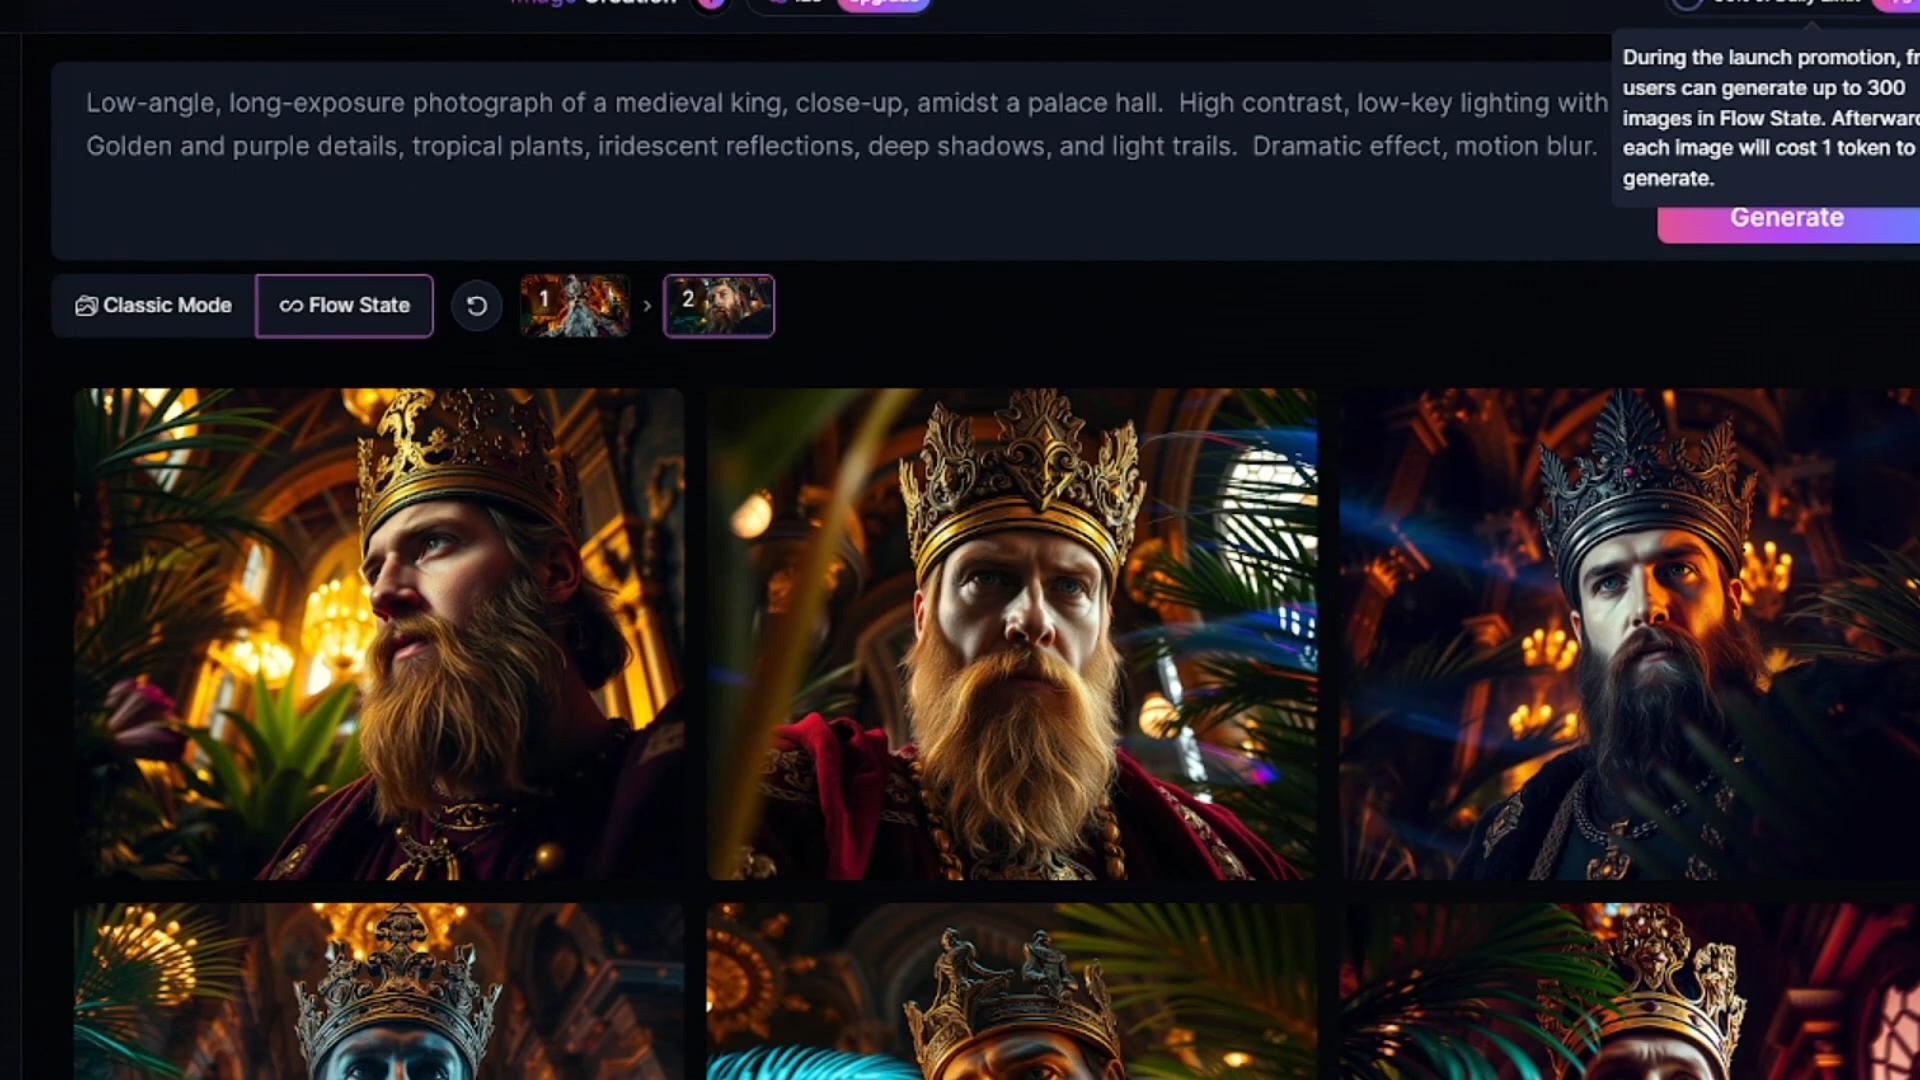 Image Creation
Upgrade
Low-angle, long-exposure photograph of a medieval king, close-up, amidst a palace hall.  High contrast, low-key lighting with
Golden and purple details, tropical plants, iridescent reflections, deep shadows, and light trails.  Dramatic effect, motion blur.
During the launch promotion,
users can generate up to 300
images in Flow State.
each image will cost 1 token to
generate.
Generate
Classic Mode
Flow State
1
2